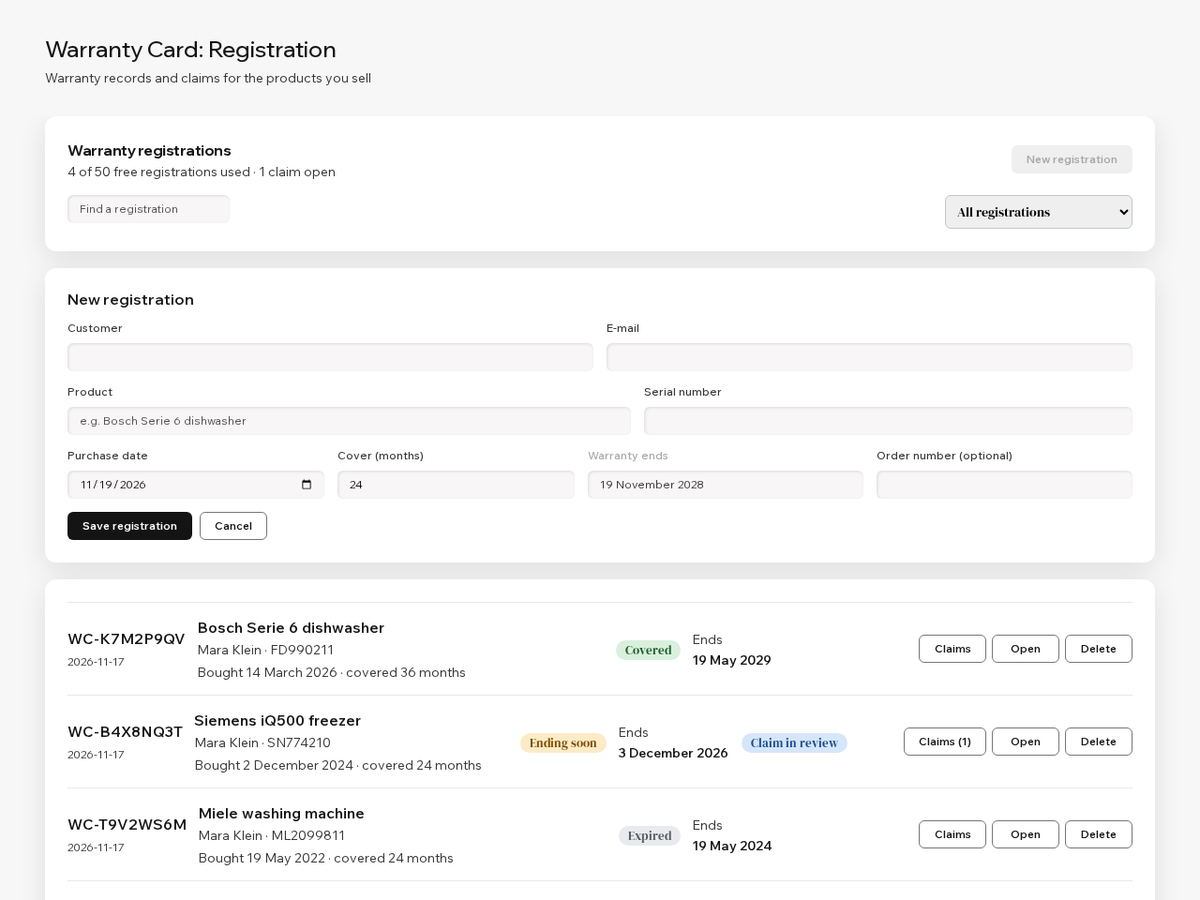 Warranty Card: Registration
Warranty records and claims for the products you sell
Warranty registrations
4 of 50 free registrations used · 1 claim open
New registration
Find a registration
All registrations
New registration
Customer
E-mail
Product
Serial number
e.g. Bosch Serie 6 dishwasher
Purchase date
Cover (months)
Warranty ends
Order number (optional)
11/19/2026
24
19 November 2028
Save registration
Cancel
WC-K7M2P9QV
2026-11-17
Bosch Serie 6 dishwasher
Mara Klein · FD990211
Bought 14 March 2026 · covered 36 months
Covered
Ends
19 May 2029
Claims
Open
Delete
WC-B4X8NQ3T
2026-11-17
Siemens iQ500 freezer
Mara Klein · SN774210
Bought 2 December 2024 · covered 24 months
Ending soon
Ends
3 December 2026
Claim in review
Claims (1)
Open
Delete
WC-T9V2WS6M
2026-11-17
Miele washing machine
Mara Klein · ML2099811
Bought 19 May 2022 · covered 24 months
Expired
Ends
19 May 2024
Claims
Open
Delete